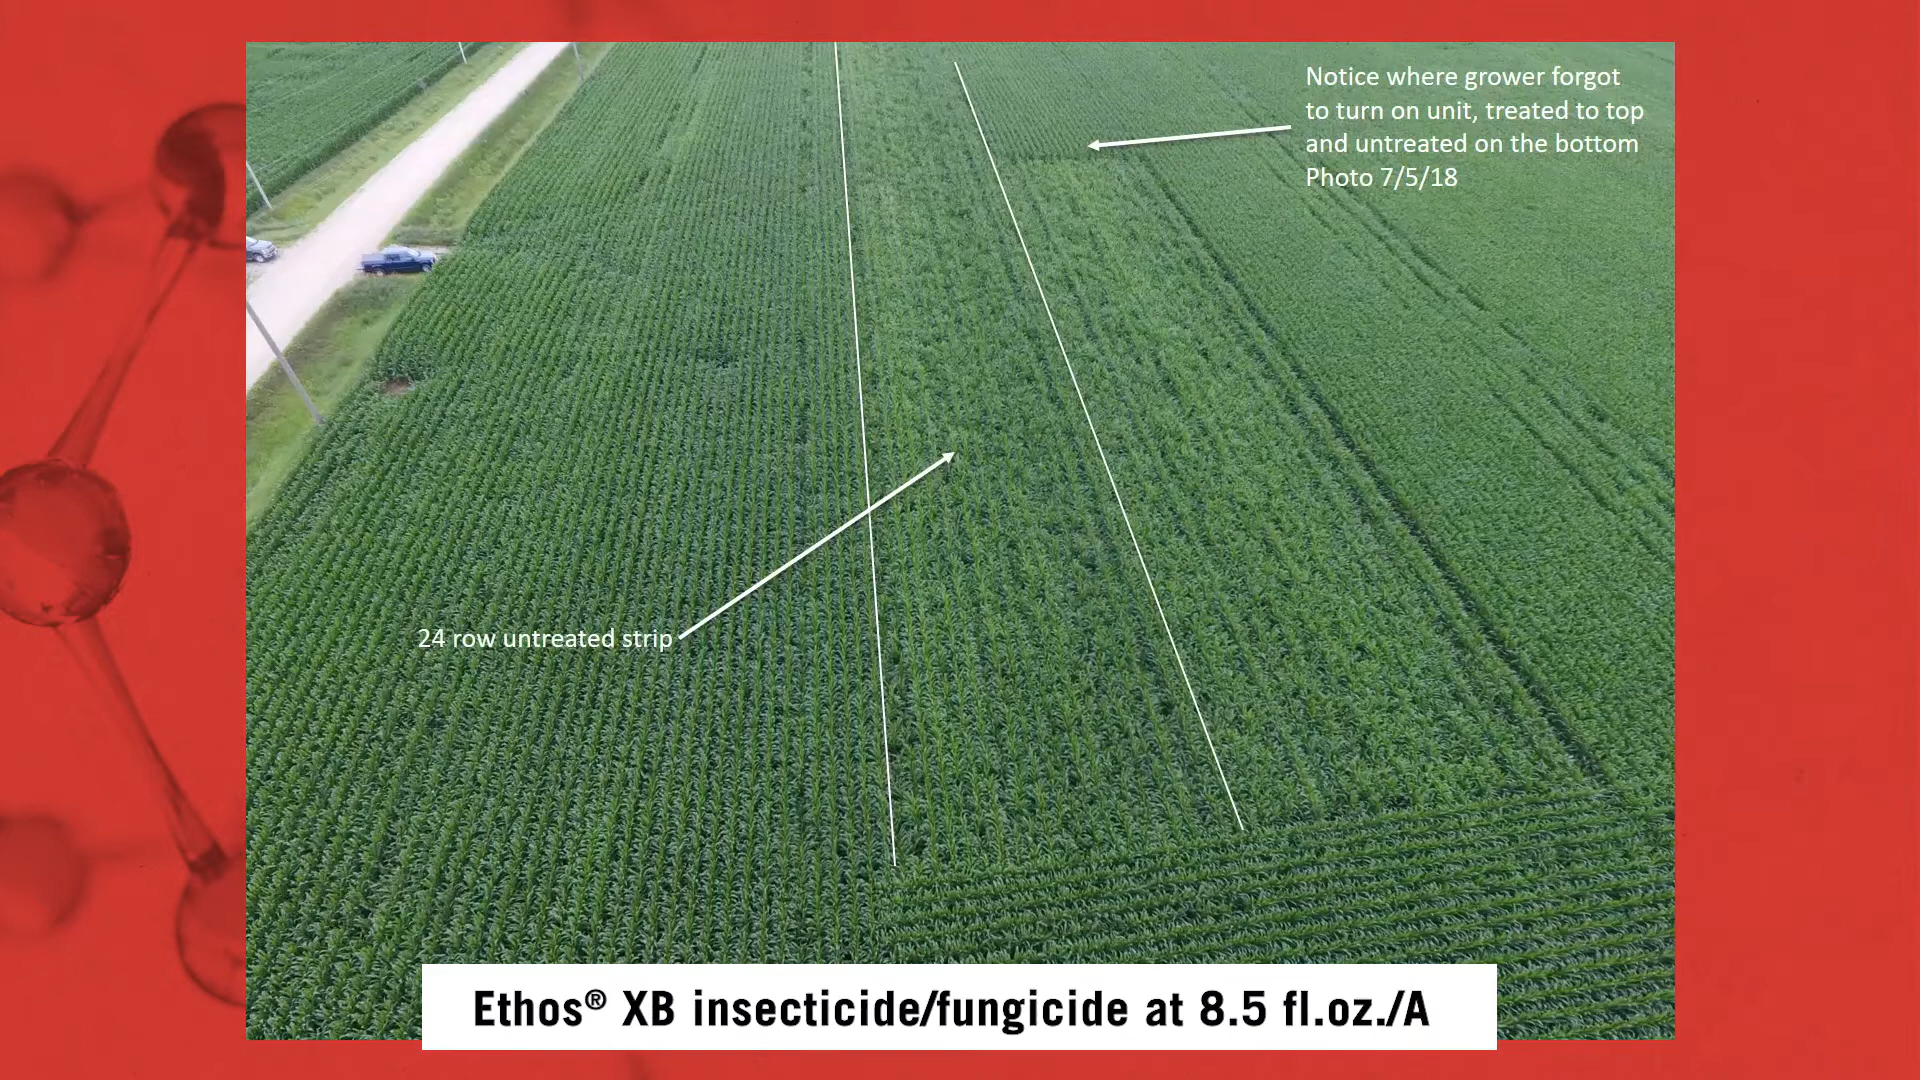 Notice where grower forgot
to turn on unit, treated to top
and untreated on the bottom
Photo 7/5/18
24 row untreated strip
Ethos® XB insecticide/fungicide at 8.5 fl.oz./A